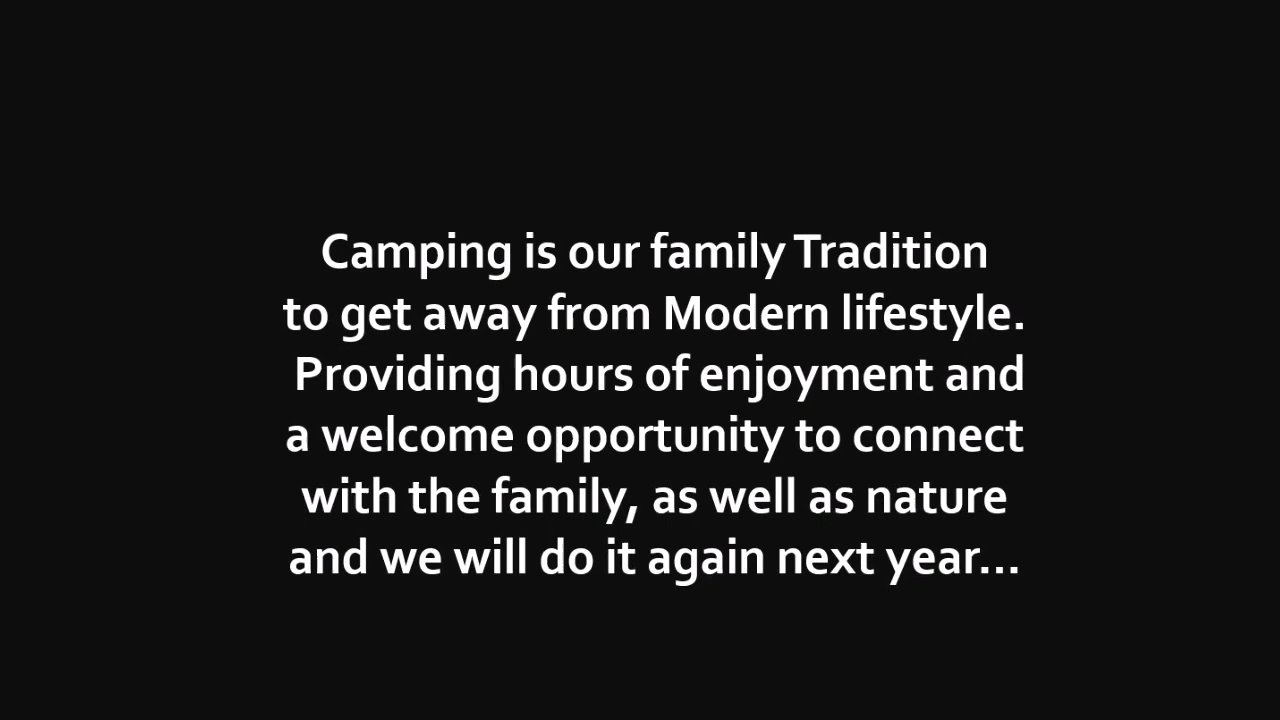 Camping is our family Tradition
to get away from Modern lifestyle.
Providing hours of enjoyment and
a welcome opportunity to connect
with the family, as well as nature
and we will do it again next year...